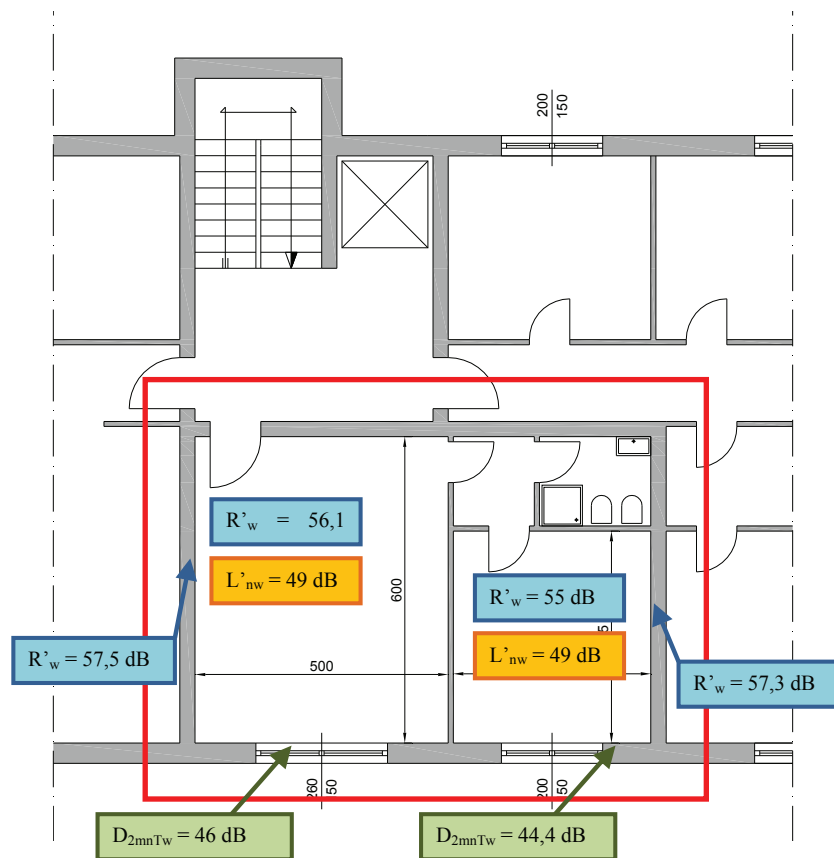 200
150
R'w = 56,1
L'nw = 49 dB
600
R'w = 55 dB
5
L'nw = 49 dB
R'w = 57,5 dB
500
R'w = 57,3 dB
260
50
200
50
D2mnTw = 46 dB
D2mnTw = 44,4 dB